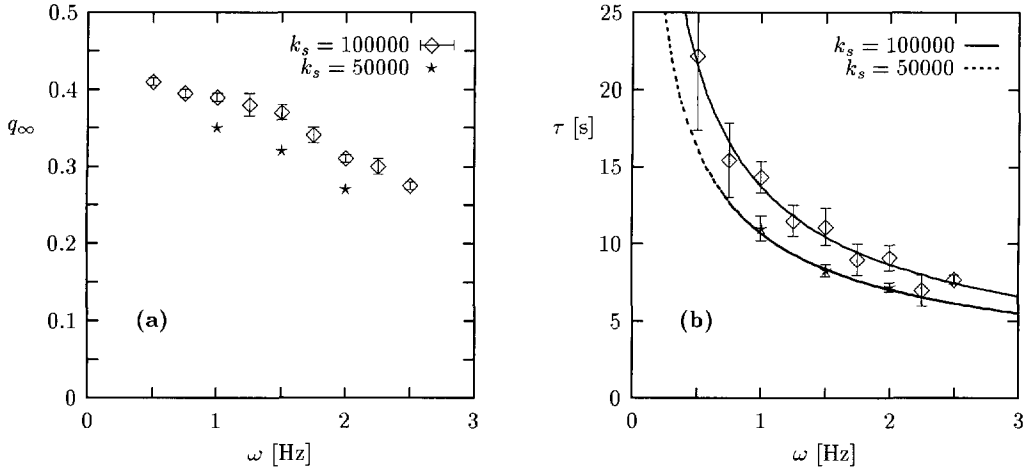 0.5
0.4
0.3
0.2
0.1
0
q∞
k_s = 100000
k_s = 50000
(a)
0 1 2 3
ω [Hz]
25
20
15
10
5
0
τ [s]
k_s = 100000
k_s = 50000
(b)
0 1 2 3
ω [Hz]